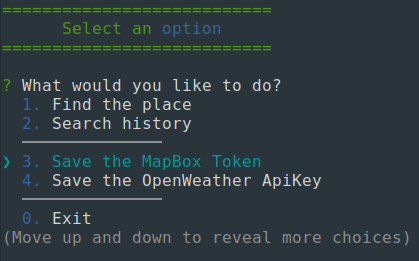 ===========================
Select an option
===========================
? What would you like to do?
1. Find the place
2. Search history
──────────────
❯ 3. Save the MapBox Token
4. Save the OpenWeather ApiKey
──────────────
0. Exit
(Move up and down to reveal more choices)